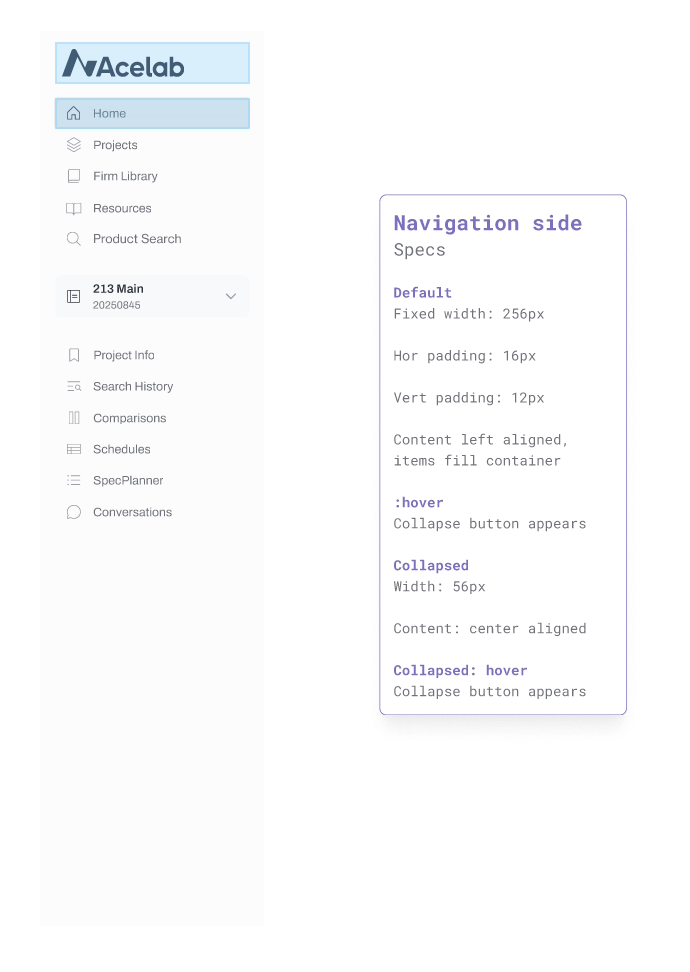 Acelab
Home
Projects
Firm Library
Resources
Product Search
213 Main
20250845
Project Info
Search History
Comparisons
Schedules
SpecPlanner
Conversations
Navigation side
Specs
Default
Fixed width: 256px
Hor padding: 16px
Vert padding: 12px
Content left aligned,
items fill container
:hover
Collapse button appears
Collapsed
Width: 56px
Content: center aligned
Collapsed: hover
Collapse button appears